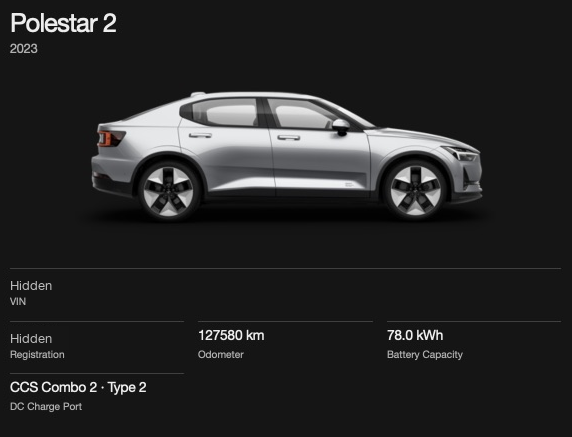 Polestar 2
2023
Hidden
VIN
Hidden
Registration
127580 km
Odometer
78.0 kWh
Battery Capacity
CCS Combo 2 · Type 2
DC Charge Port